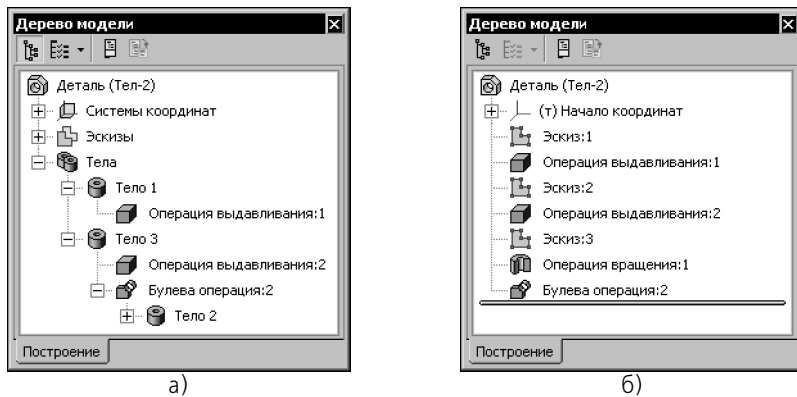 Дерево модели
Деталь (Тел-2)
Системы координат
Эскизы
Тела
Тело 1
Операция выдавливания:1
Тело 3
Операция выдавливания:2
Булева операция:2
Тело 2
Построение
а)
Дерево модели
Деталь (Тел-2)
(т) Начало координат
Эскиз:1
Операция выдавливания:1
Эскиз:2
Операция выдавливания:2
Эскиз:3
Операция вращения:1
Булева операция:2
Построение
б)